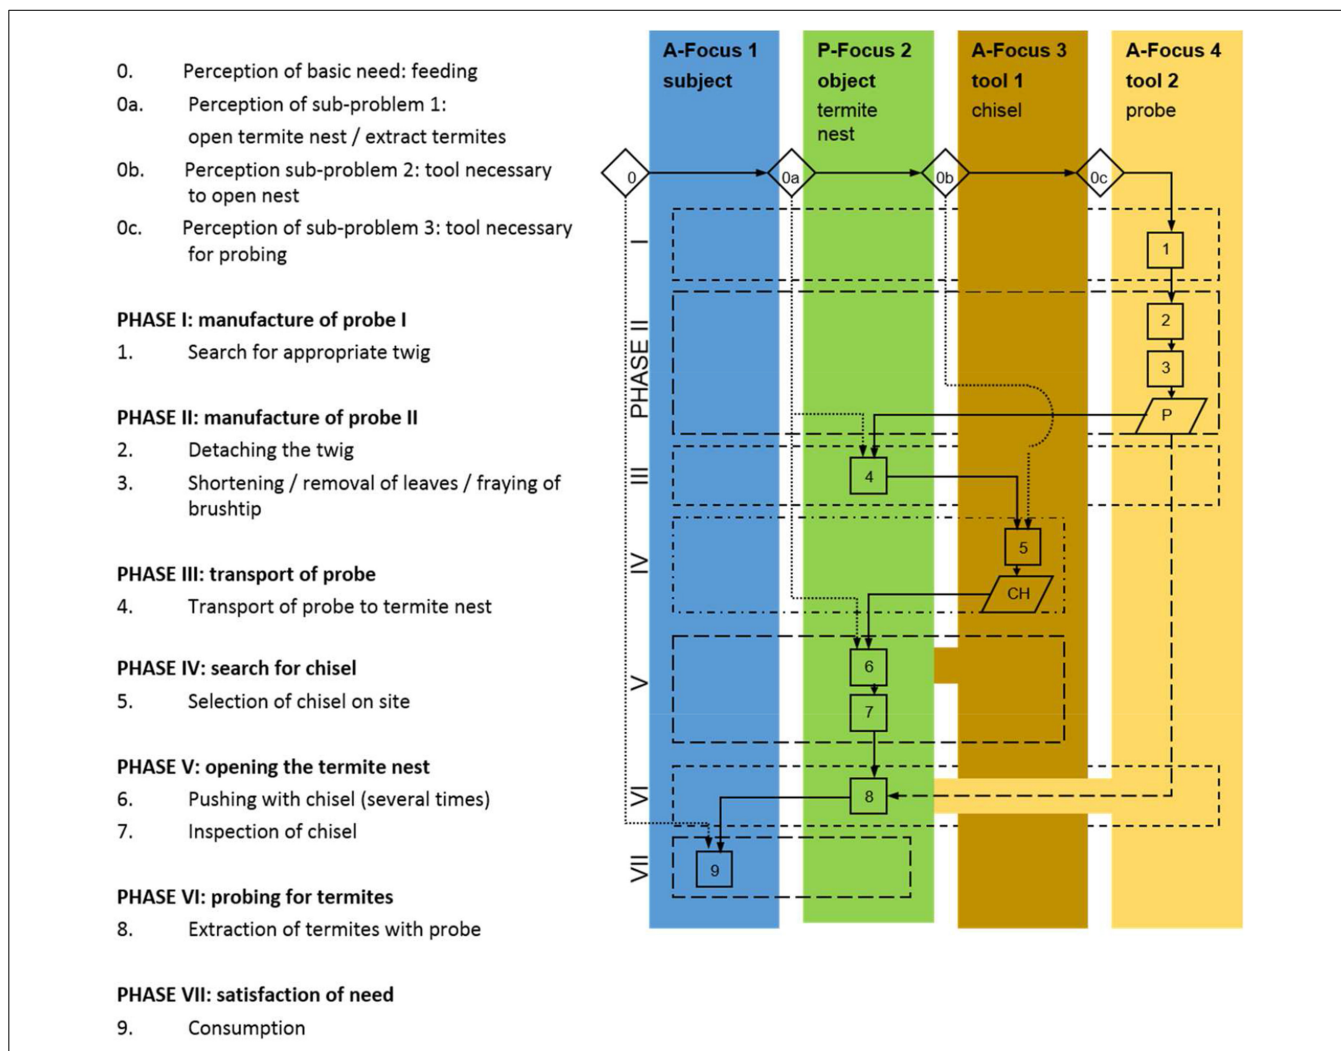 0. Perception of basic need: feeding
0a. Perception of sub-problem 1:
open termite nest / extract termites
0b. Perception sub-problem 2: tool necessary
to open nest
0c. Perception of sub-problem 3: tool necessary
for probing
PHASE I: manufacture of probe I
1. Search for appropriate twig
PHASE II: manufacture of probe II
2. Detaching the twig
3. Shortening / removal of leaves / fraying of
brushtip
PHASE III: transport of probe
4. Transport of probe to termite nest
PHASE IV: search for chisel
5. Selection of chisel on site
PHASE V: opening the termite nest
6. Pushing with chisel (several times)
7. Inspection of chisel
PHASE VI: probing for termites
8. Extraction of termites with probe
PHASE VII: satisfaction of need
9. Consumption
A-Focus 1
subject
P-Focus 2
object
termite
nest
A-Focus 3
tool 1
chisel
A-Focus 4
tool 2
probe
0
0a
0b
0c
I
1
PHASE II
2
3
P
III
4
IV
5
CH
V
6
7
VI
8
VII
9